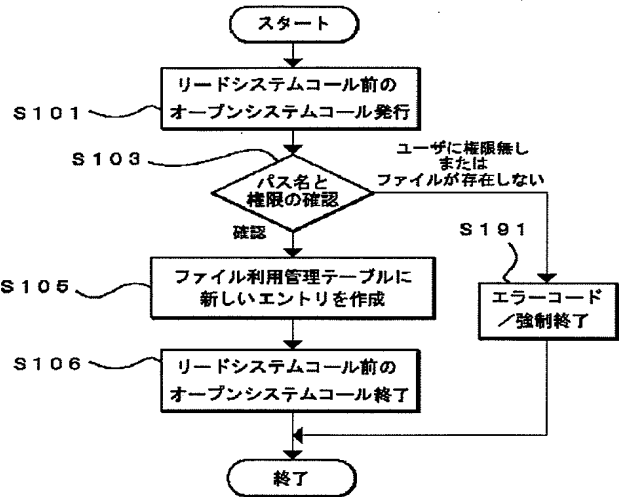 スタート
リードシステムコール前の
オープンシステムコール発行
S101
S103
パス名と
権限の確認
ユーザに権限無し
または
ファイルが存在しない
確認
S191
S105
ファイル利用管理テーブルに
新しいエントリを作成
エラーコード
／強制終了
S106
リードシステムコール前の
オープンシステムコール終了
終了